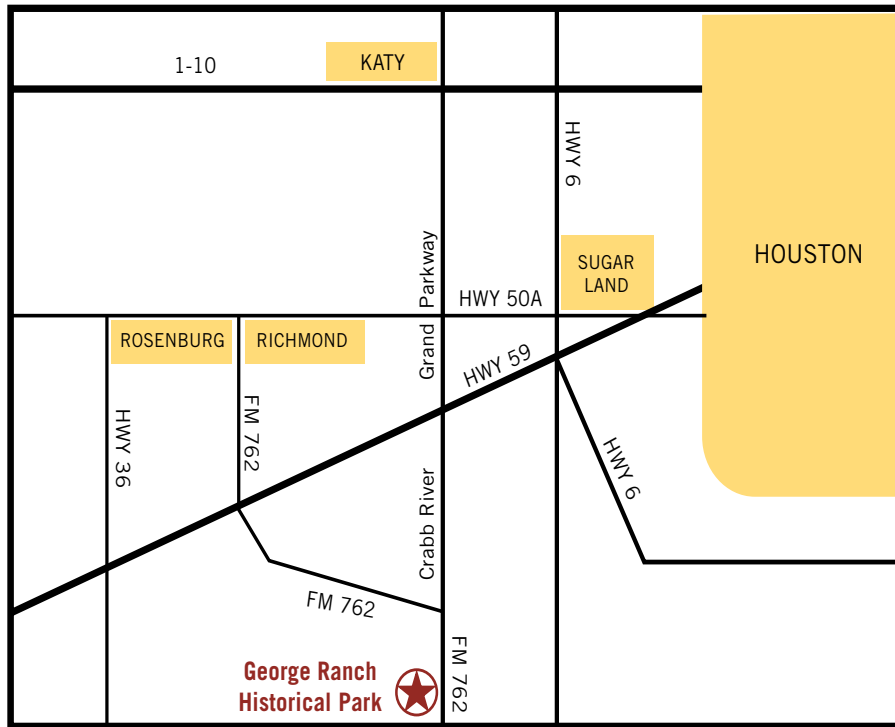 KATY
1-10
HWY 6
HOUSTON
SUGAR
LAND
Grand Parkway
HWY 50A
ROSENBURG
RICHMOND
HWY 59
HWY 36
FM 762
HWY 6
Crabb River
FM 762
FM 762
George Ranch
Historical Park